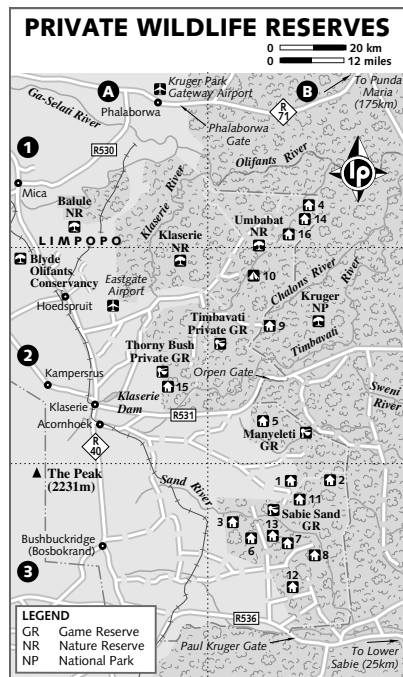 PRIVATE WILDLIFE RESERVES
0 20 km
0 12 miles
A
Kruger Park
Gateway Airport
B
To Punda
Maria
(175km)
Ga-Selati River
Phalaborwa
R
71
Phalaborwa
Gate
1
R530
Olifants River
Mica
Klaserie River
lp
Balule
NR
4
14
Umbabat
NR
16
LIMPOPO
Klaserie
NR
Blyde
Olifants
Conservancy
Eastgate
Airport
10
Chalons River
Hoedspruit
Kruger
NP
Timbavati
Private GR
9
Timbavati River
Thorny Bush
Private GR
2
Orpen Gate
15
Kampersrus
Klaserie
Dam
Sweni
River
Klaserie
R531
5
Acornhoek
Manyeleti
GR
R
40
The Peak
(2231m)
Sand River
1
2
11
3
Sabie Sand
GR
13
6
7
Bushbuckridge
(Bosbokrand)
8
3
12
LEGEND
GR Game Reserve
NR Nature Reserve
NP National Park
R536
Paul Kruger Gate
To Lower
Sabie (25km)